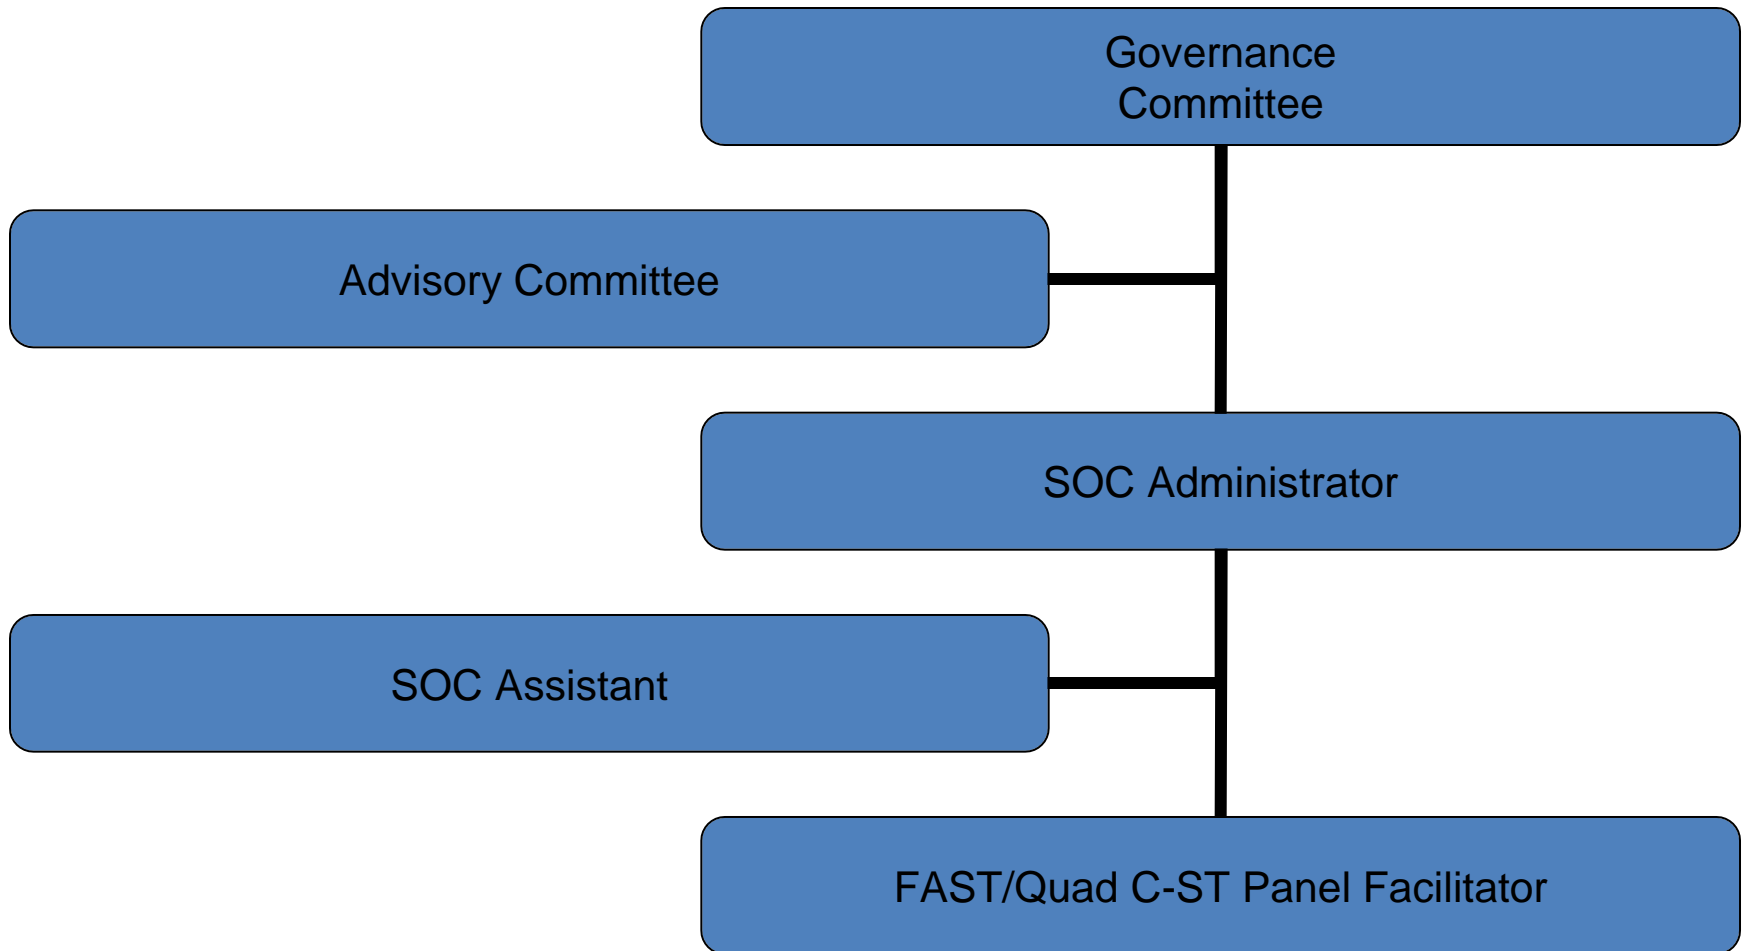 Governance
Committee
Advisory Committee
SOC Administrator
SOC Assistant
FAST/Quad C-ST Panel Facilitator